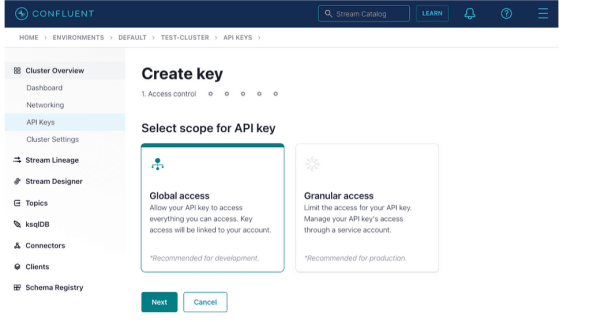 CONFLUENT
Stream Catalog
LEARN
HOME > ENVIRONMENTS > DEFAULT > TEST-CLUSTER > API KEYS >
Cluster Overview
Dashboard
Networking
API Keys
Cluster Settings
Stream Lineage
Stream Designer
Topics
ksqlDB
Connectors
Clients
Schema Registry
Create key
1. Access control
Select scope for API key
Global access
Allow your API key to access
everything you can access. Key
access will be linked to your account.
*Recommended for development.
Granular access
Limit the access for your API key.
Manage your API key's access
through a service account.
*Recommended for production.
Next
Cancel